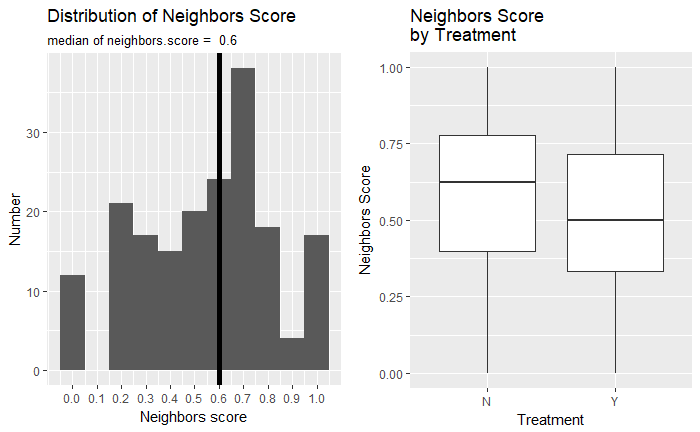 Distribution of Neighbors Score
median of neighbors.score = 0.6
Number
30
20
10
0
0.0 0.1 0.2 0.3 0.4 0.5 0.6 0.7 0.8 0.9 1.0
Neighbors score
Neighbors Score
by Treatment
Neighbors Score
1.00
0.75
0.50
0.25
0.00
N Y
Treatment